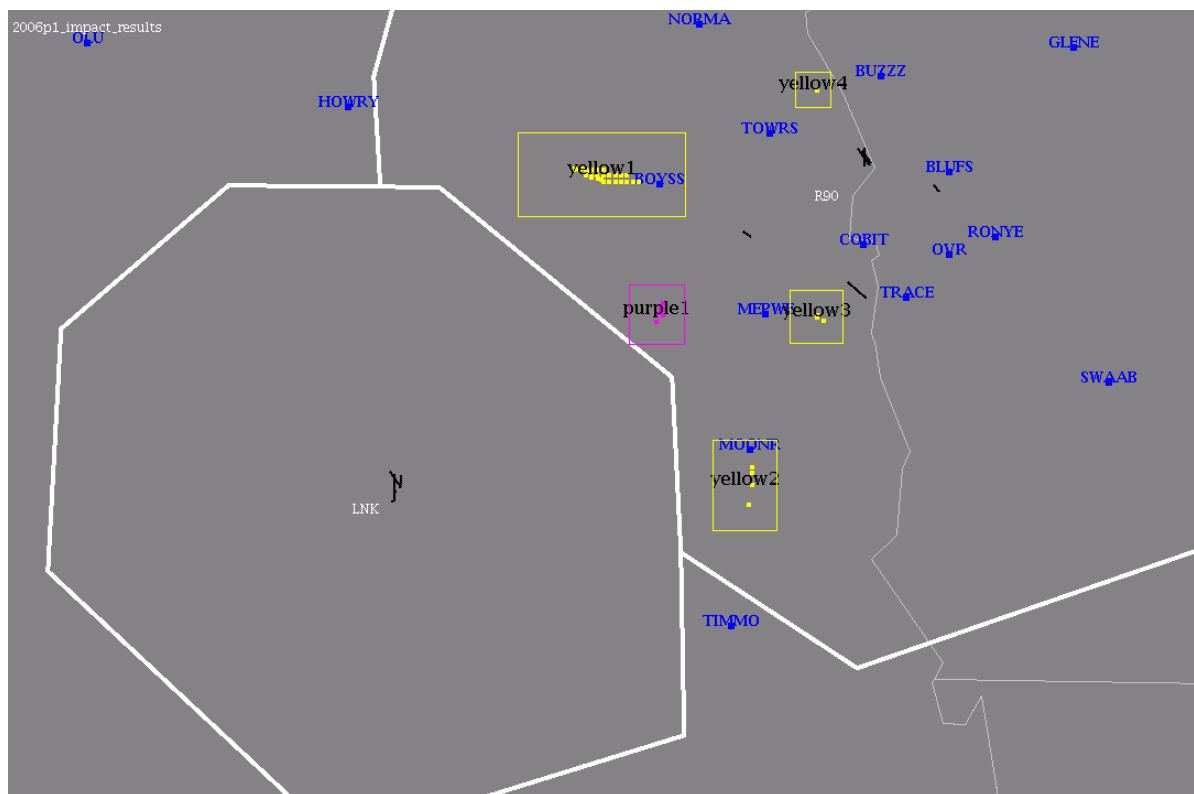 NORMA
2006p1_impact_results
OLU
GLENE
BUZZZ
yellow4
HOWRY
TOWRS
yellow1
BLUFS
BOYSS
R90
RONYE
COBIT
OVR
TRACE
purple1
yellow3
SWAAB
yellow2
LNK
TIMMO